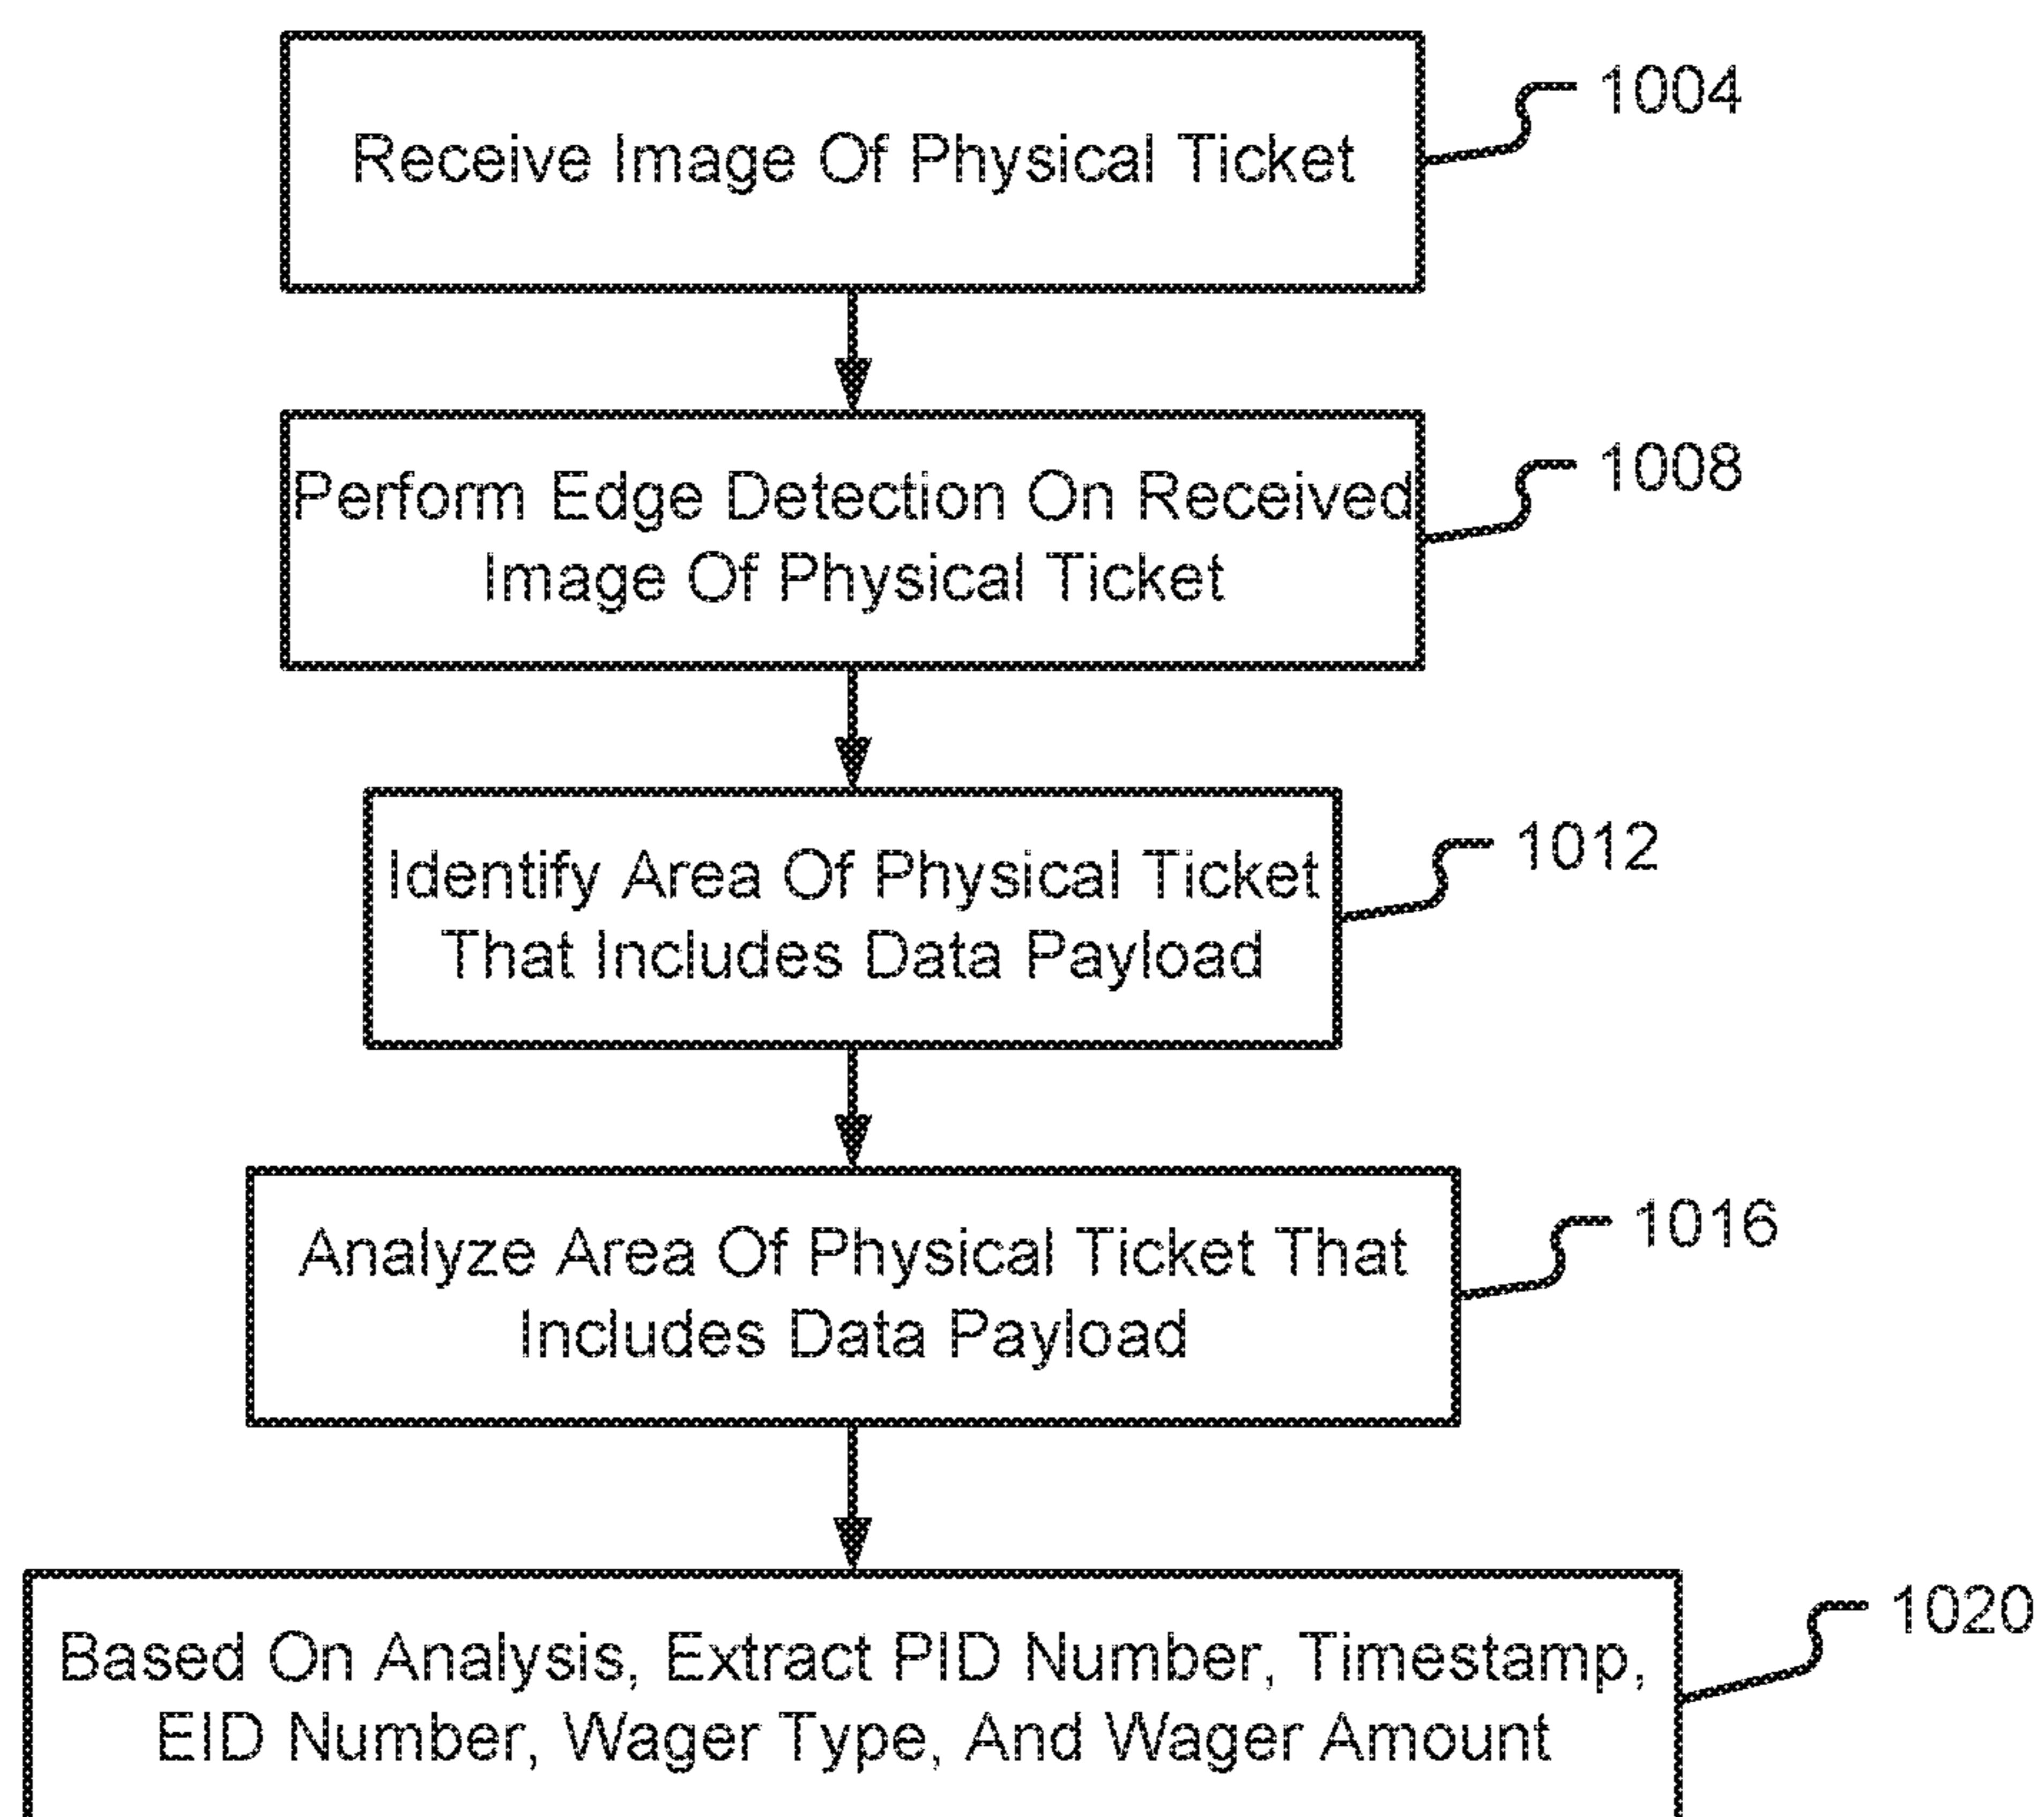 Receive Image Of Physical Ticket
1004
Perform Edge Detection On Received
Image Of Physical Ticket
1008
Identify Area Of Physical Ticket
That Includes Data Payload
1012
Analyze Area Of Physical Ticket That
Includes Data Payload
1016
Based On Analysis, Extract PID Number, Timestamp,
EID Number, Wager Type, And Wager Amount
1020